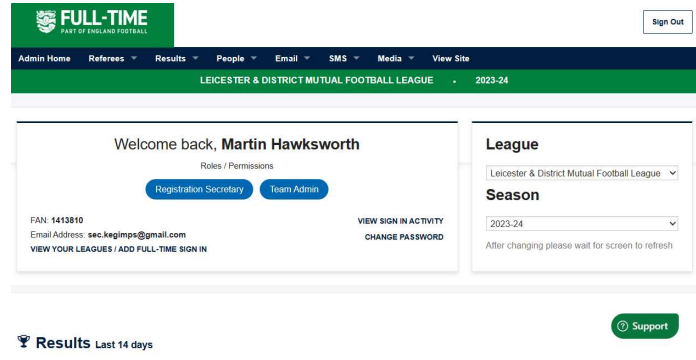 FULL-TIME
PART OF ENGLAND FOOTBALL
Sign Out
Admin Home Referees Results People Email SMS Media View Site
LEICESTER & DISTRICT MUTUAL FOOTBALL LEAGUE . 2023-24
Welcome back, Martin Hawksworth
Roles / Permissions
Registration Secretary Team Admin
FAN: 1413810
VIEW SIGN IN ACTIVITY
Email Address: sec.kegimps@gmail.com
CHANGE PASSWORD
VIEW YOUR LEAGUES / ADD FULL-TIME SIGN IN
League
Leicester & District Mutual Football League
Season
2023-24
After changing please wait for screen to refresh
Support
Results Last 14 days